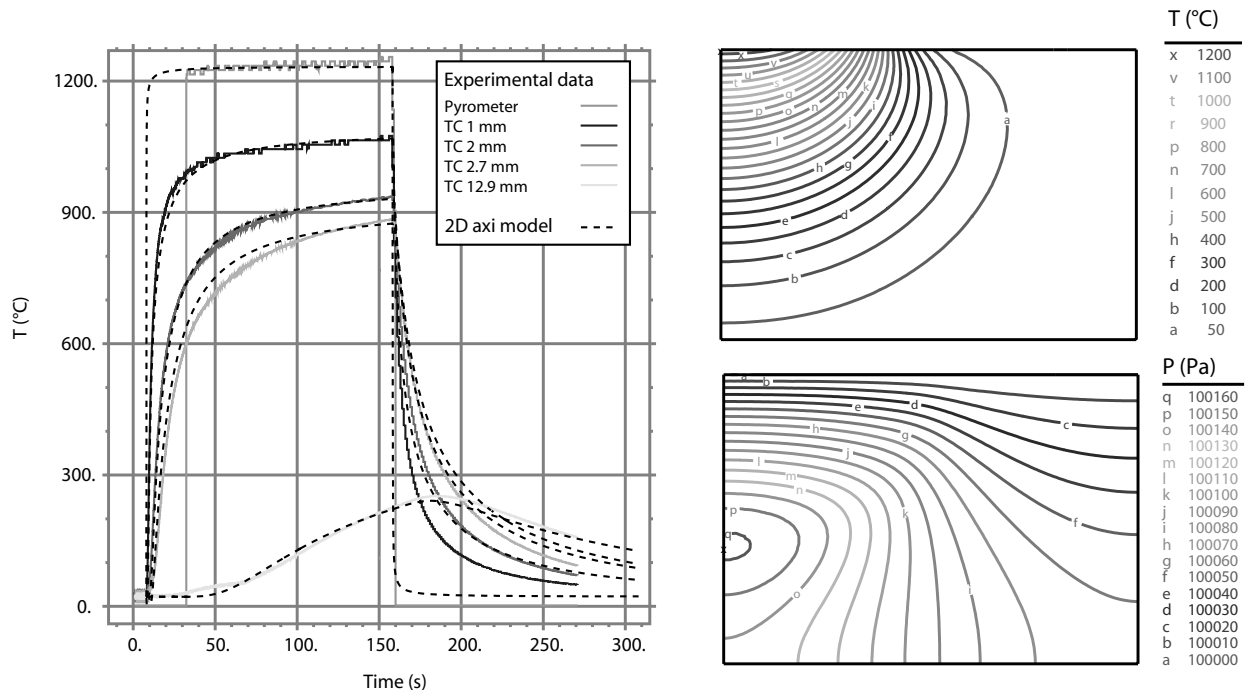 T (°C)
1200.
900.
600.
300.
0.
0.
50.
100.
150.
200.
250.
300.
Time (s)
Experimental data
Pyrometer
TC 1 mm
TC 2 mm
TC 2.7 mm
TC 12.9 mm
2D axi model
x
v
u
t
s
q
p
o
n
m
l
k
j
i
h
g
f
e
d
c
b
a
T (°C)
x 1200
v 1100
t 1000
r 900
p 800
n 700
l 600
j 500
h 400
f 300
d 200
b 100
a 50
b
c
d
e
f
g
h
i
j
k
l
m
n
o
p
q
x
P (Pa)
q 100160
p 100150
o 100140
n 100130
m 100120
l 100110
k 100100
j 100090
i 100080
h 100070
g 100060
f 100050
e 100040
d 100030
c 100020
b 100010
a 100000